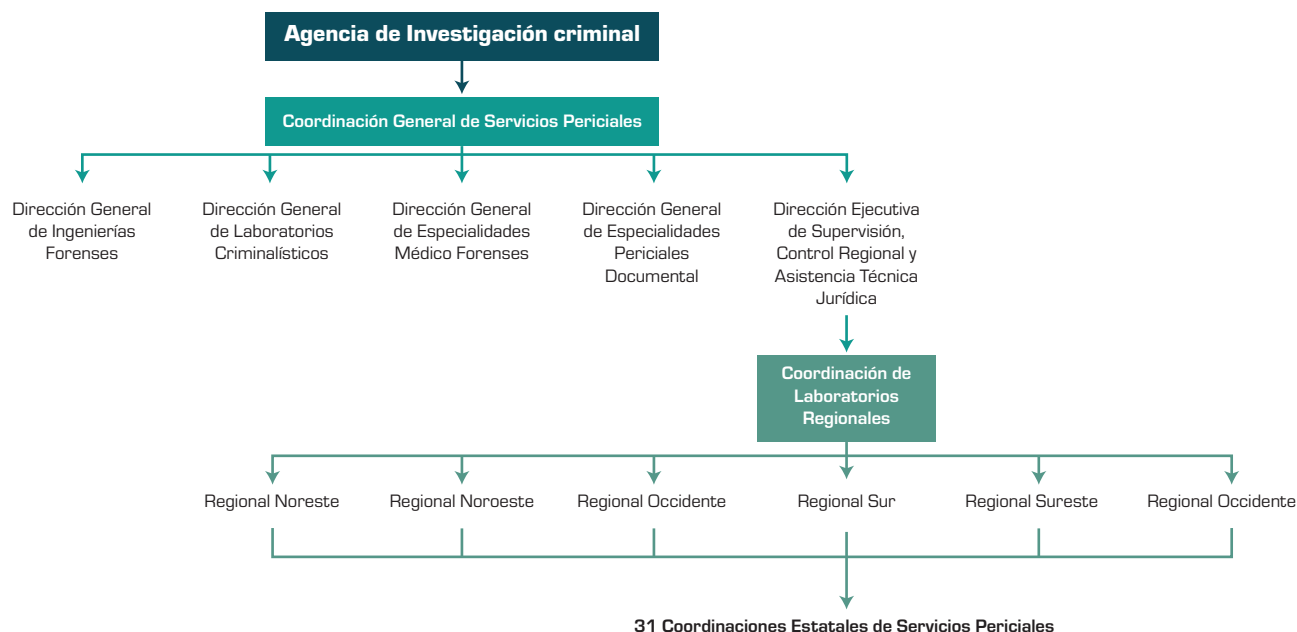 Agencia de Investigación criminal
Coordinación General de Servicios Periciales
Dirección General
de Ingenierías
Forenses
Dirección General
de Laboratorios
Criminalísticos
Dirección General
de Especialidades
Médico Forenses
Dirección General
de Especialidades
Periciales
Documental
Dirección Ejecutiva
de Supervisión,
Control Regional y
Asistencia Técnica
Jurídica
Coordinación de
Laboratorios
Regionales
Regional Noreste
Regional Noroeste
Regional Occidente
Regional Sur
Regional Sureste
Regional Occidente
31 Coordinaciones Estatales de Servicios Periciales